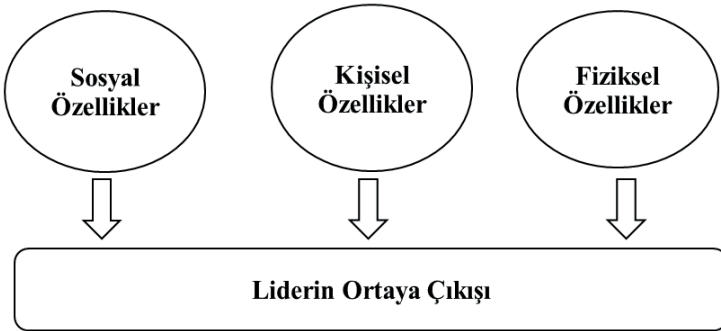 Sosyal
Özellikler
Kişisel
Özellikler
Fiziksel
Özellikler
Liderin Ortaya Çıkışı